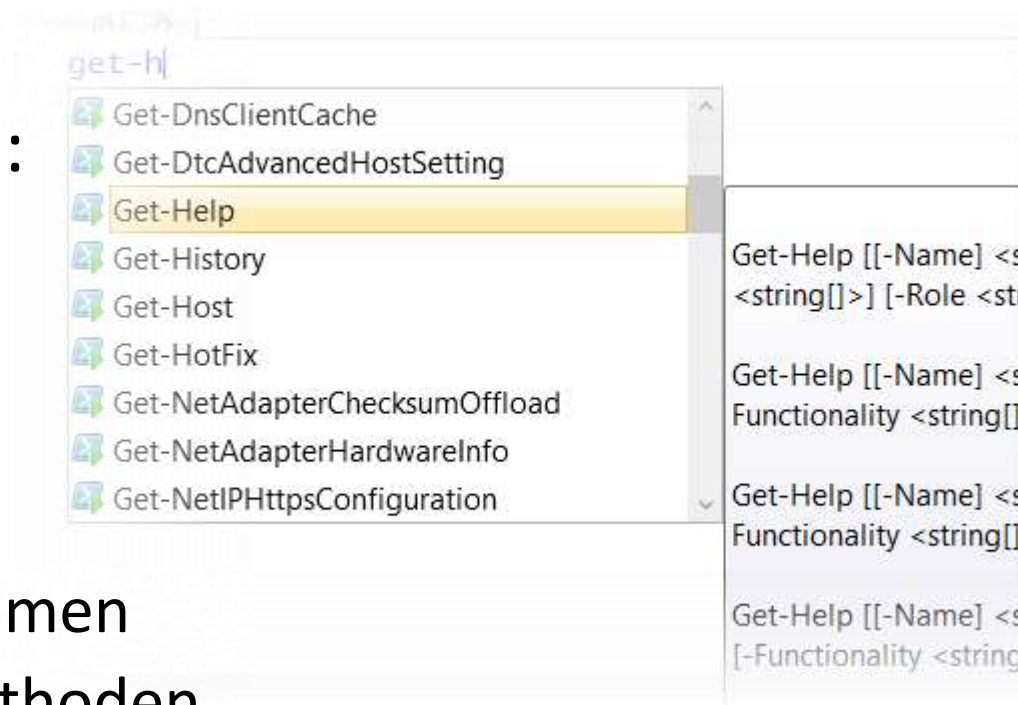 get-h
:
Get-DnsClientCache
Get-DtcAdvancedHostSetting
Get-Help
Get-History
Get-Host
Get-HotFix
Get-NetAdapterChecksumOffload
Get-NetAdapterHardwareInfo
Get-NetIPHttpsConfiguration
Get-Help [[-Name] <s
<string[]>] [-Role <st
Get-Help [[-Name] <s
Functionality <string[]
Get-Help [[-Name] <s
Functionality <string[]
Get-Help [[-Name] <s
[-Functionality <string
men
thoden